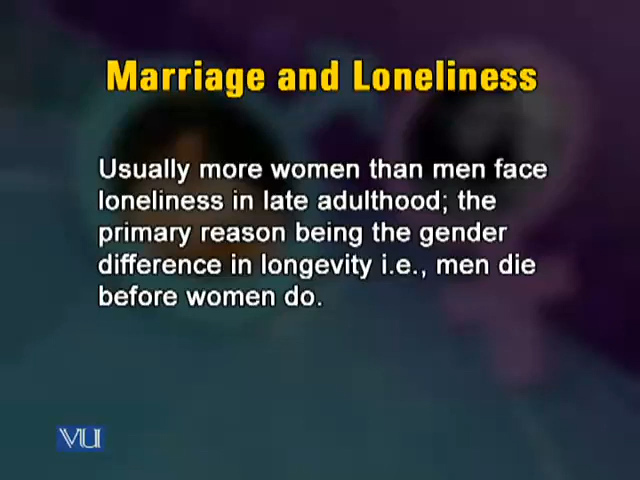 Marriage and Loneliness
Usually more women than men face
loneliness in late adulthood; the
primary reason being the gender
difference in longevity i.e., men die
before women do.
VU